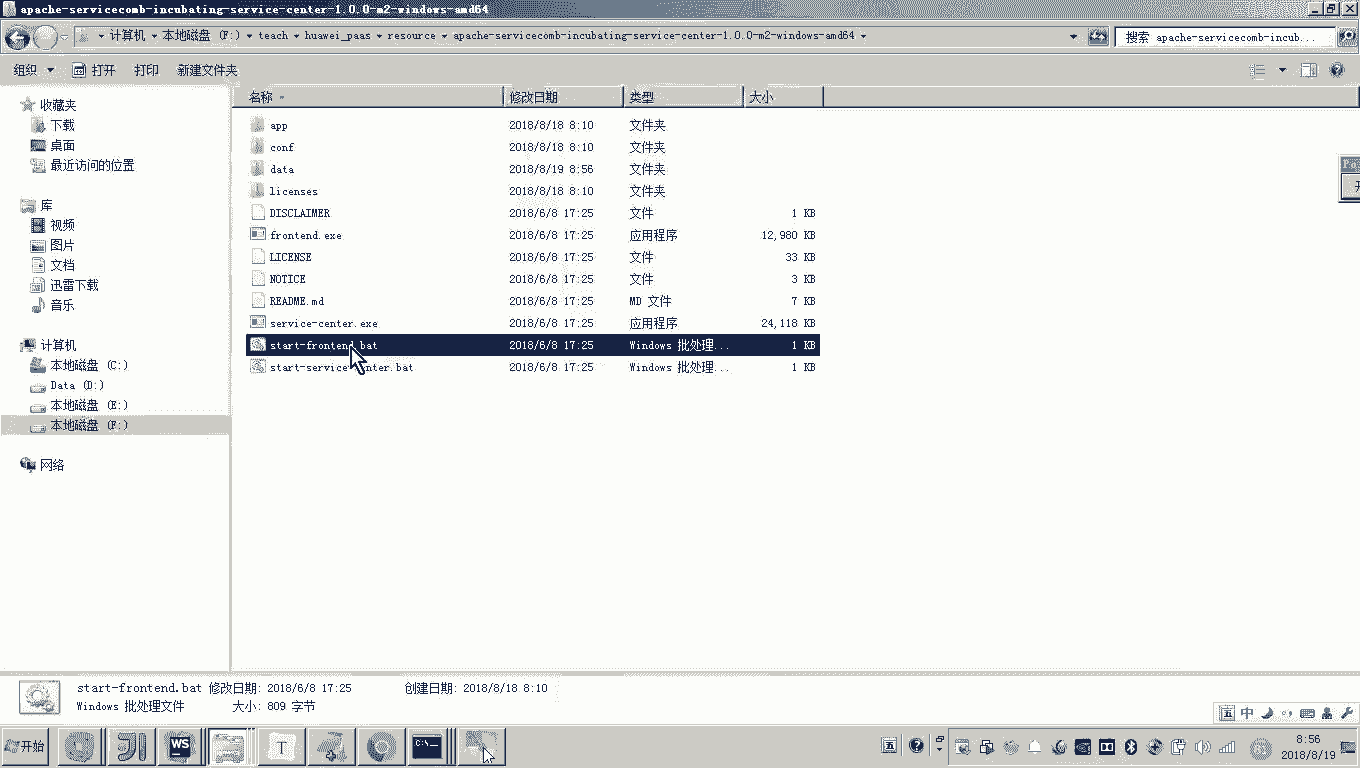 apache-servicecomb-incubating-service-center-1.0.0-m2-windows-amd64
计算机 本地磁盘 (F:) teach huawei_paas resource apache-servicecomb-incubating-service-center-1.0.0-m2-windows-amd64
搜索 apache-servicecomb-incub...
组织 打开 打印 新建文件夹
收藏夹
下载
桌面
最近访问的位置
库
视频
图片
文档
迅雷下载
音乐
计算机
本地磁盘 (C:)
Data (D:)
本地磁盘 (E:)
本地磁盘 (F:)
网络
名称 修改日期 类型 大小
app 2018/8/18 8:10 文件夹
conf 2018/8/18 8:10 文件夹
data 2018/8/19 8:56 文件夹
licenses 2018/8/18 8:10 文件夹
DISCLAIMER 2018/6/8 17:25 文件 1 KB
frontend.exe 2018/6/8 17:25 应用程序 12,980 KB
LICENSE 2018/6/8 17:25 文件 33 KB
NOTICE 2018/6/8 17:25 文件 3 KB
README.md 2018/6/8 17:25 MD 文件 7 KB
service-center.exe 2018/6/8 17:25 应用程序 24,118 KB
start-frontend.bat 2018/6/8 17:25 Windows 批处理... 1 KB
start-service-center.bat 2018/6/8 17:25 Windows 批处理... 1 KB
start-frontend.bat 修改日期: 2018/6/8 17:25 创建日期: 2018/8/18 8:10
Windows 批处理文件 大小: 809 字节
五 中
开始 WS T C:\ 五
8:56
2018/8/19